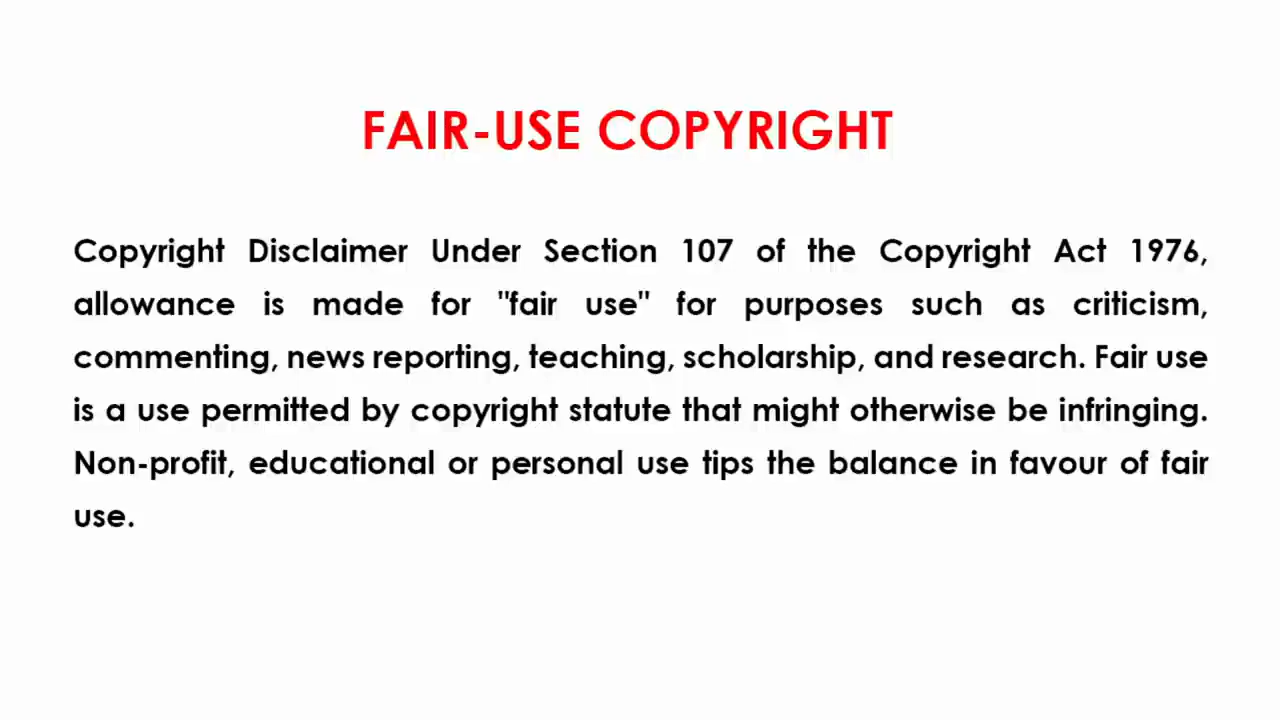 FAIR-USE COPYRIGHT
Copyright Disclaimer Under Section 107 of the Copyright Act 1976,
allowance is made for "fair use" for purposes such as criticism,
commenting, news reporting, teaching, scholarship, and research. Fair use
is a use permitted by copyright statute that might otherwise be infringing.
Non-profit, educational or personal use tips the balance in favour of fair
use.